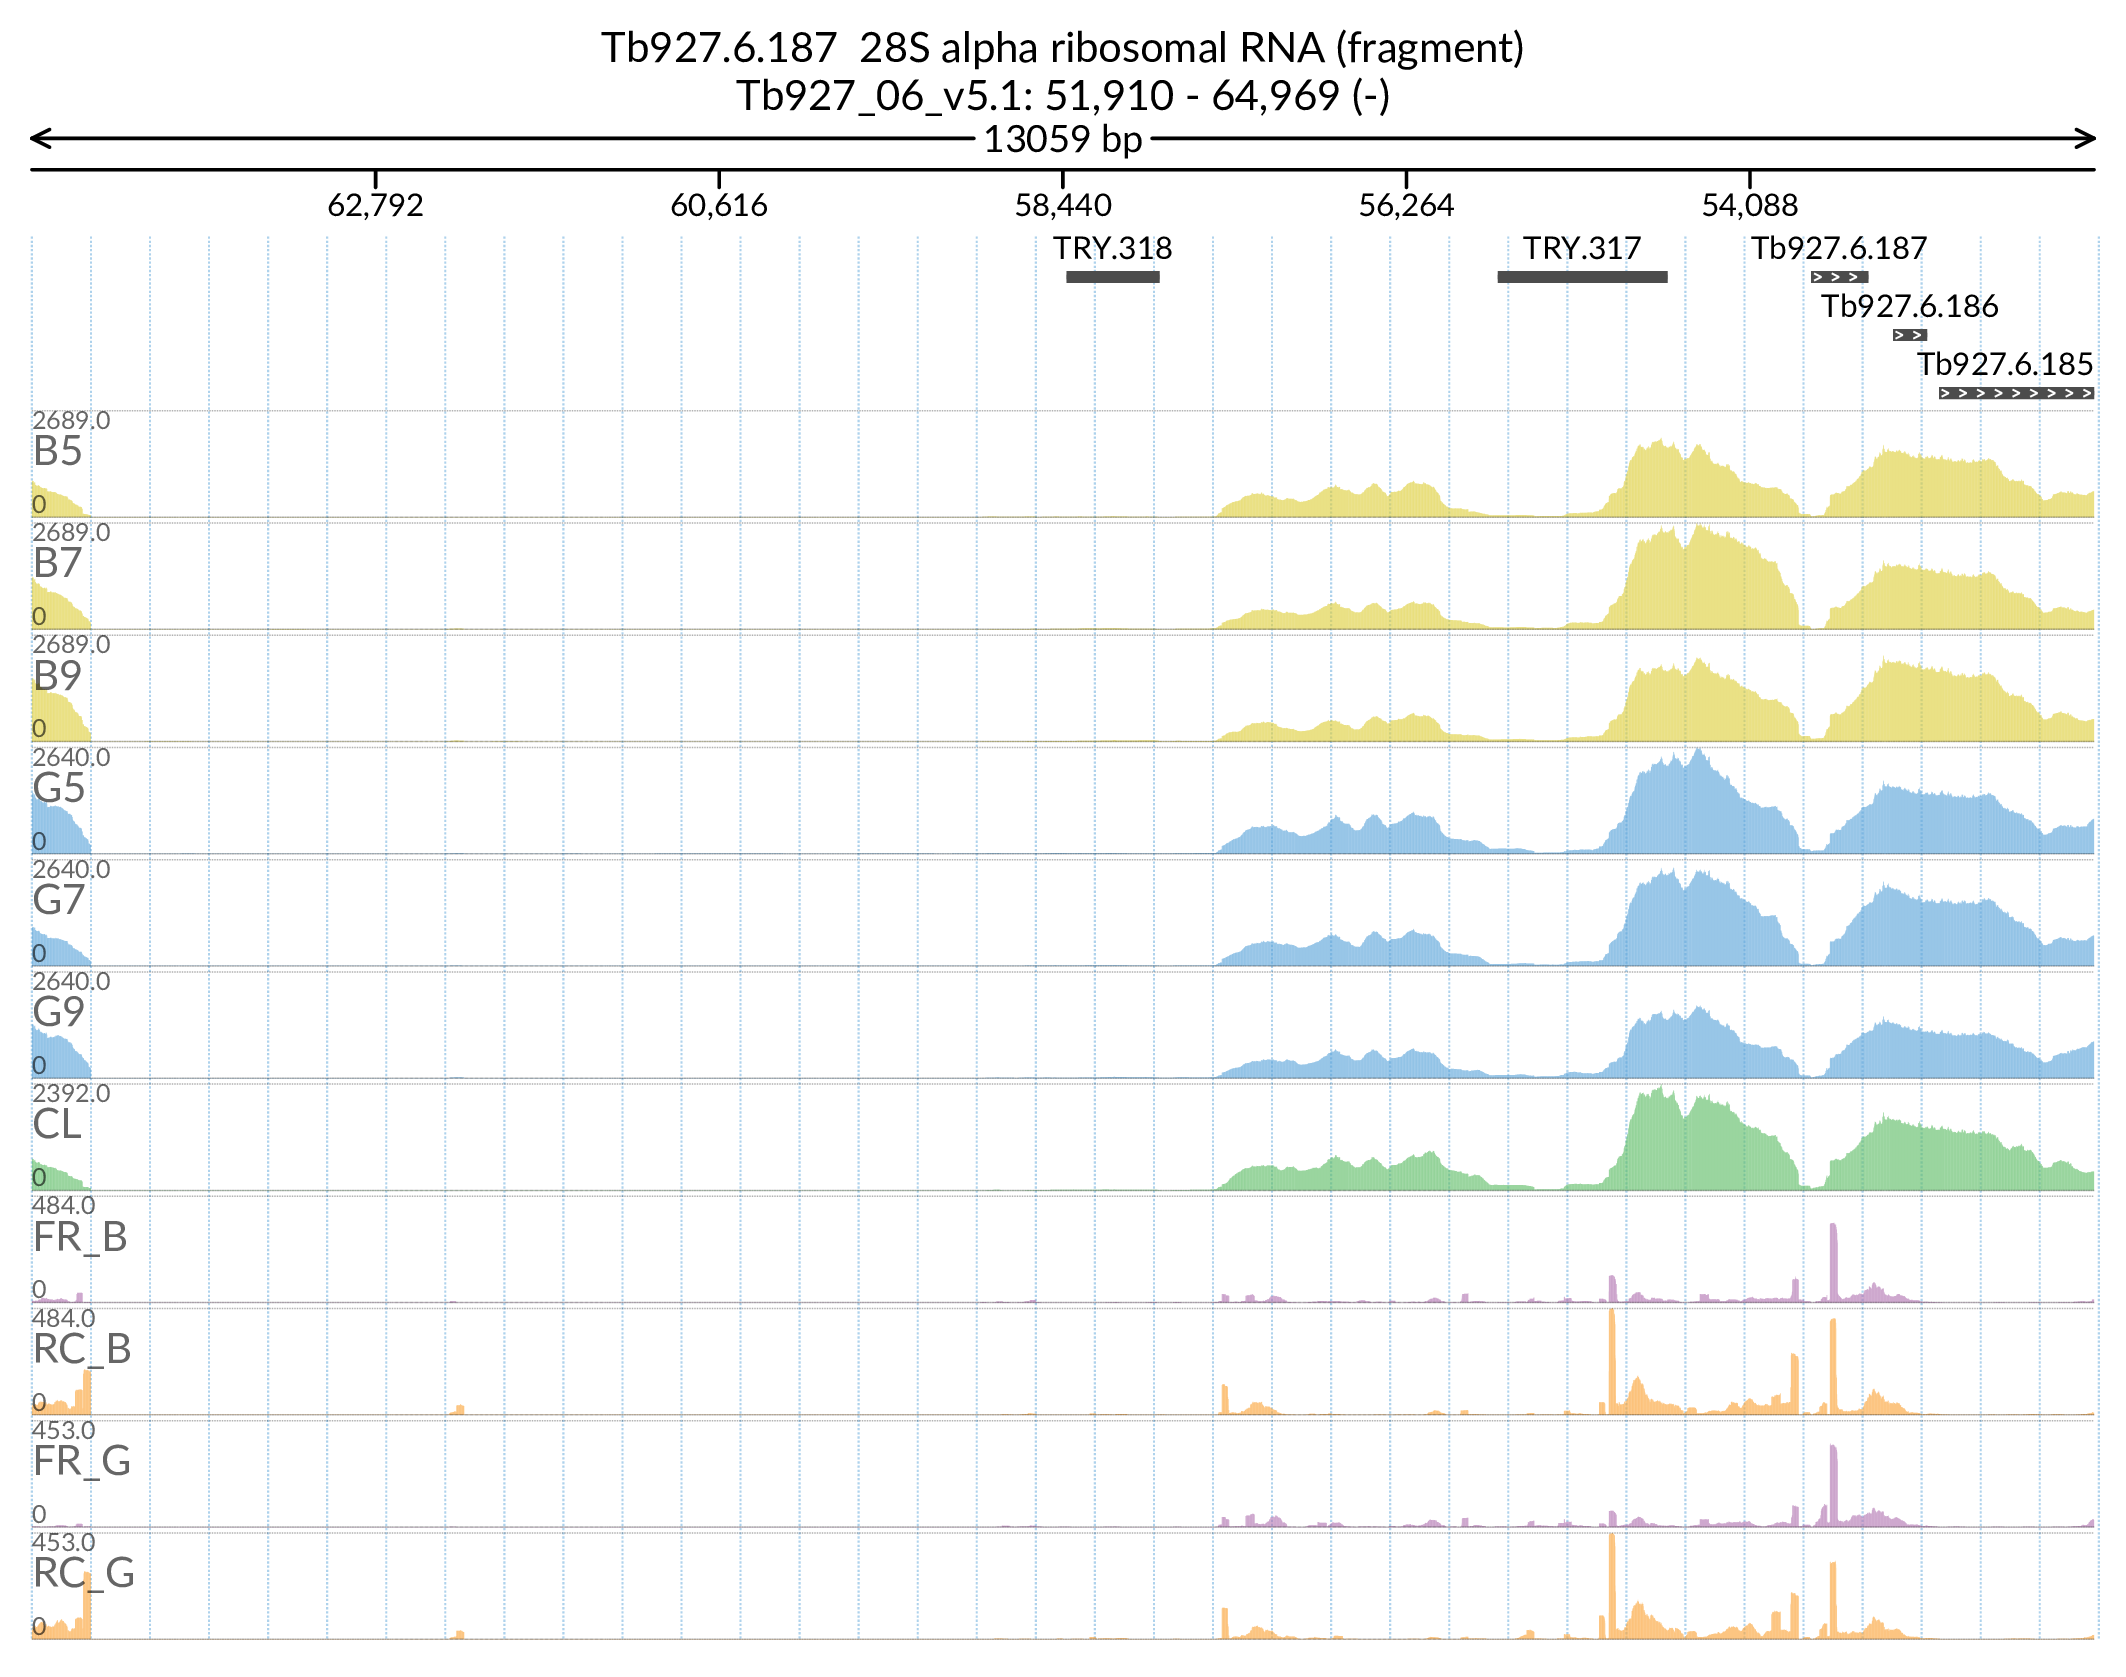 Tb927.6.187  28S alpha ribosomal RNA (fragment)
Tb927_06_v5.1: 51,910 - 64,969 (-)
13059 bp
62,792 60,616 58,440 56,264 54,088
TRY.318 TRY.317 Tb927.6.187
Tb927.6.186
Tb927.6.185
2689.0
B5
0
2689.0
B7
0
2689.0
B9
0
2640.0
G5
0
2640.0
G7
0
2640.0
G9
0
2392.0
CL
0
484.0
FR_B
0
484.0
RC_B
0
453.0
FR_G
0
453.0
RC_G
0